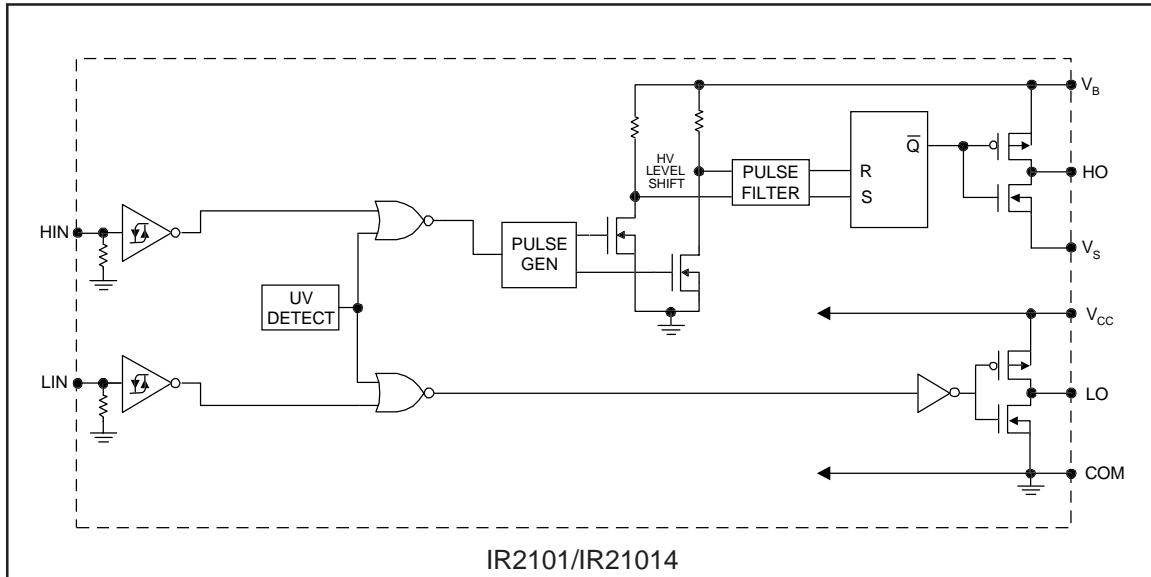 V_B
HV
LEVEL
SHIFT
PULSE
FILTER
Q̅
R
S
HO
HIN
PULSE
GEN
V_S
UV
DETECT
V_CC
LIN
LO
COM
IR2101/IR21014